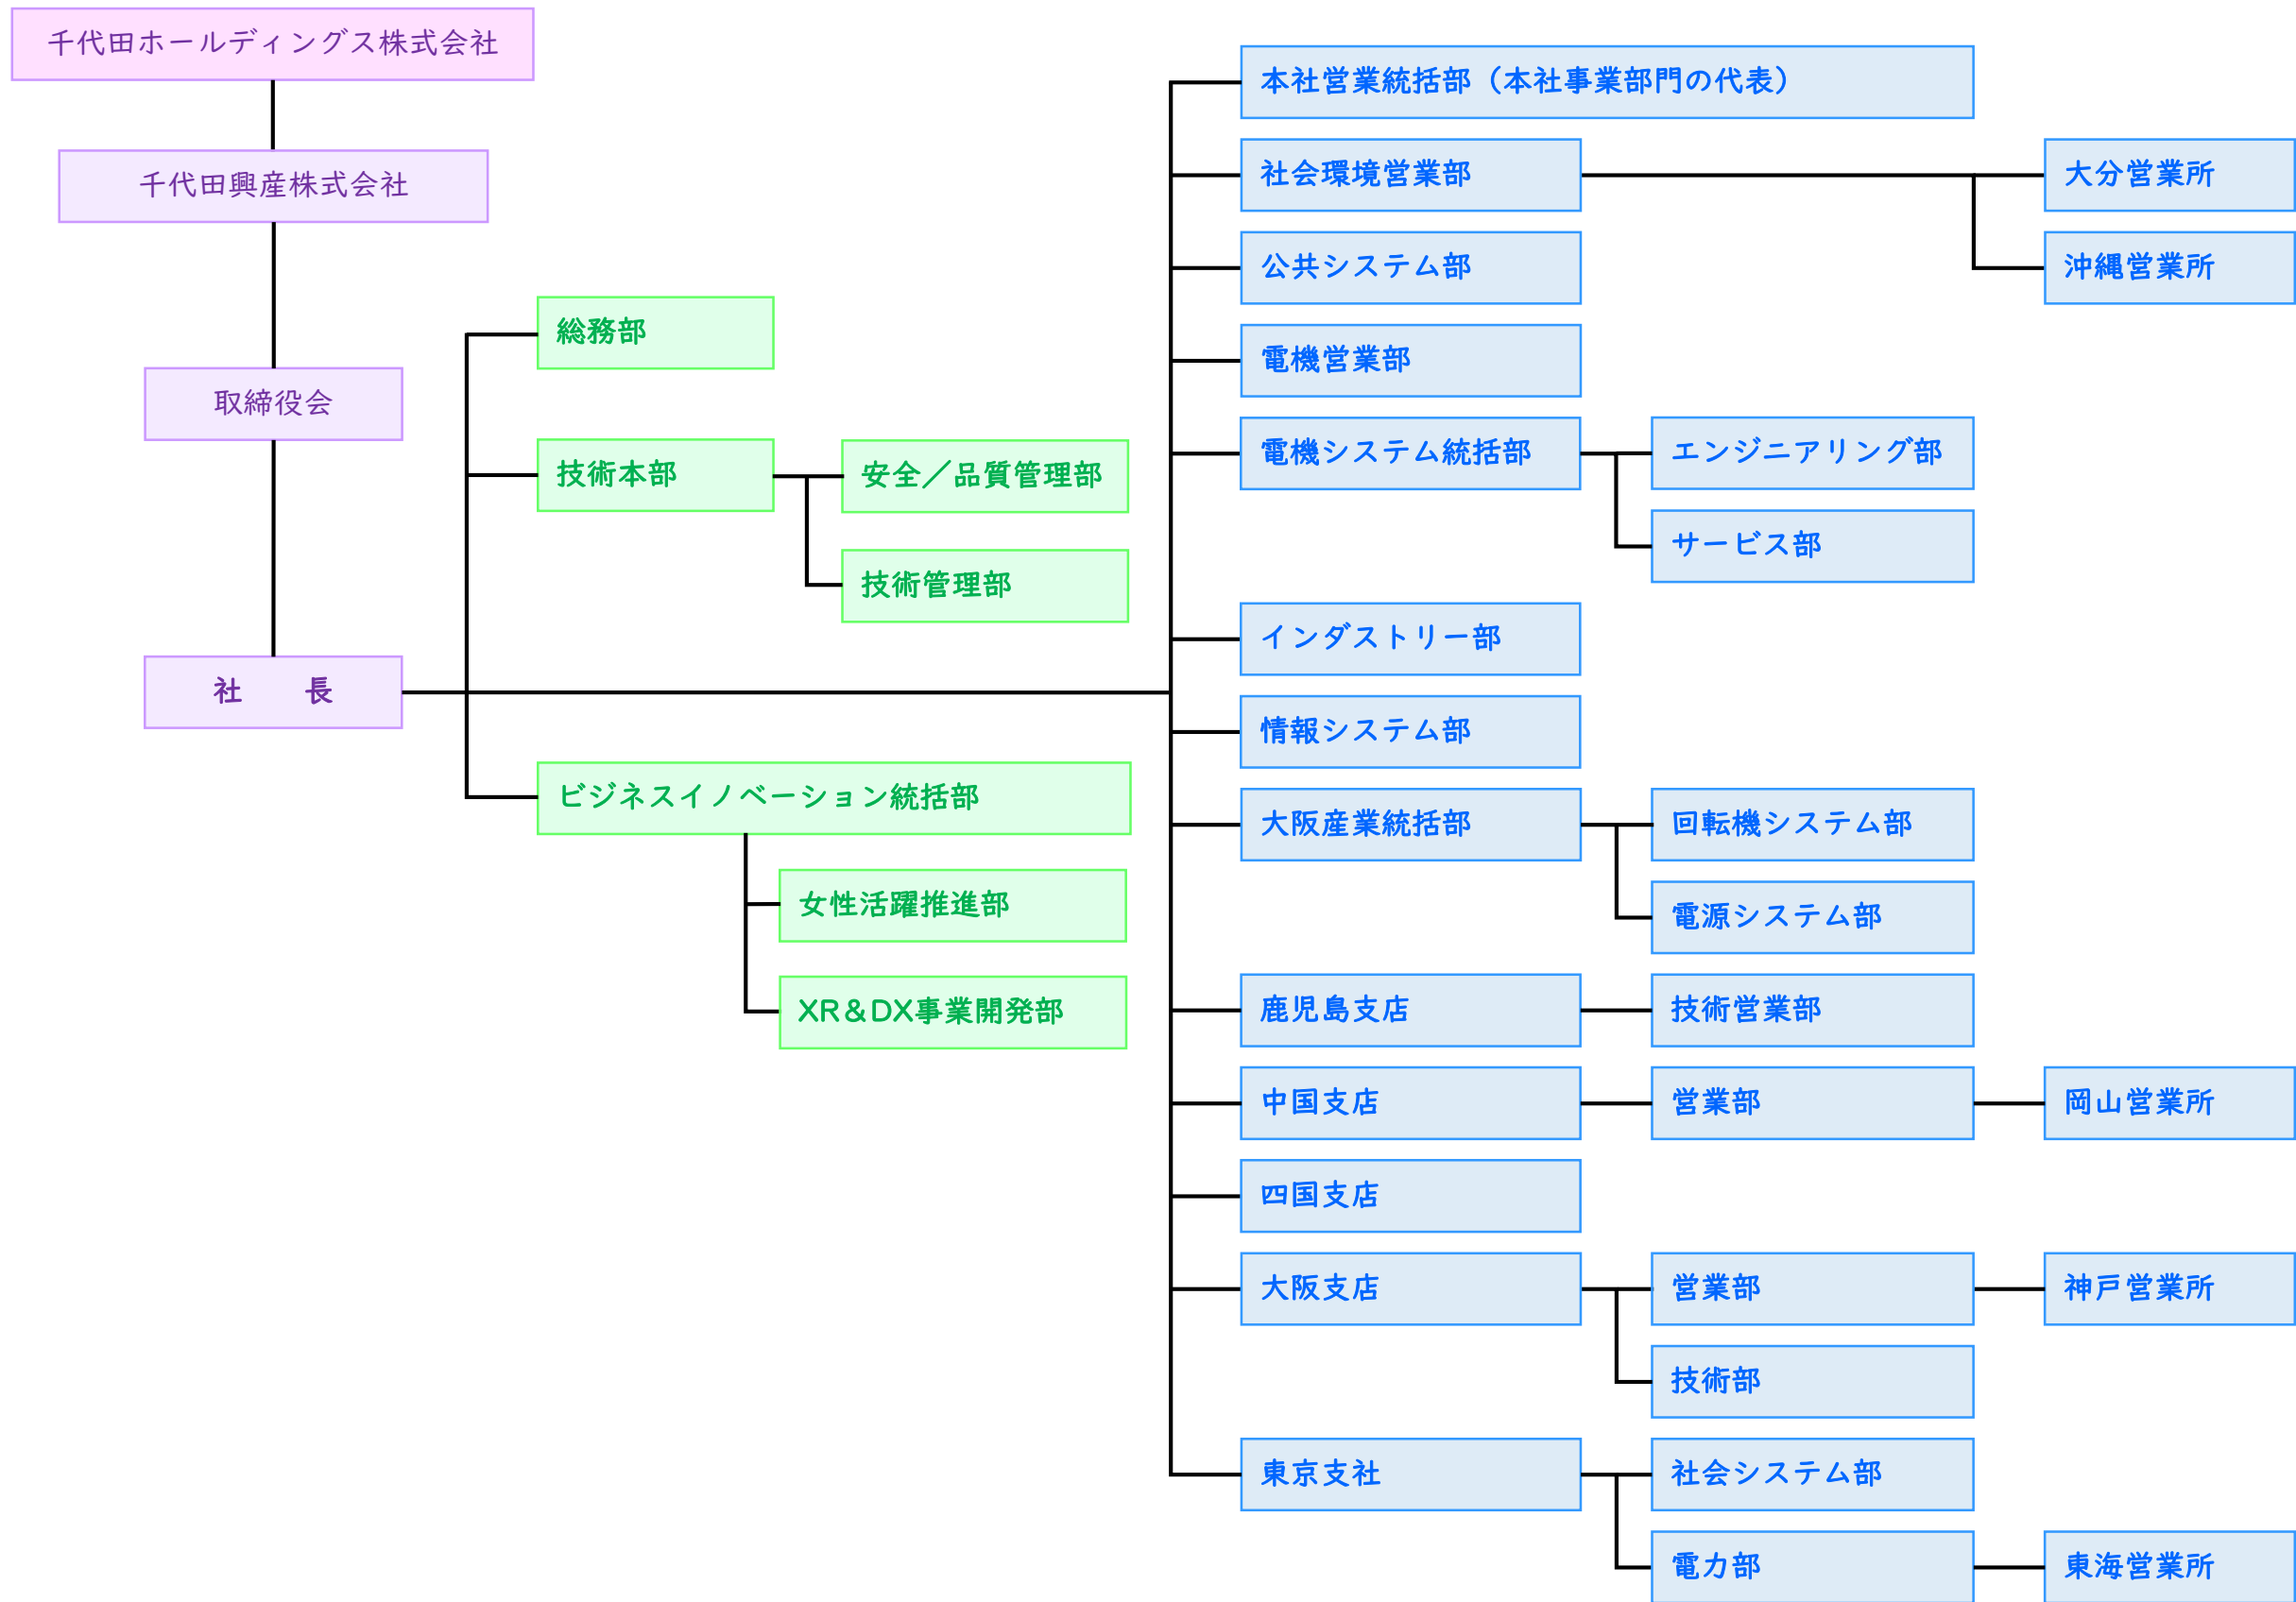 千代田ホールディングス株式会社
千代田興産株式会社
取締役会
社　　長
総務部
技術本部
安全／品質管理部
技術管理部
ビジネスイノベーション統括部
女性活躍推進部
XR＆DX事業開発部
本社営業統括部（本社事業部門の代表）
社会環境営業部
大分営業所
沖縄営業所
公共システム部
電機営業部
電機システム統括部
エンジニアリング部
サービス部
インダストリー部
情報システム部
大阪産業統括部
回転機システム部
電源システム部
鹿児島支店
技術営業部
中国支店
営業部
岡山営業所
四国支店
大阪支店
営業部
神戸営業所
技術部
東京支社
社会システム部
電力部
東海営業所